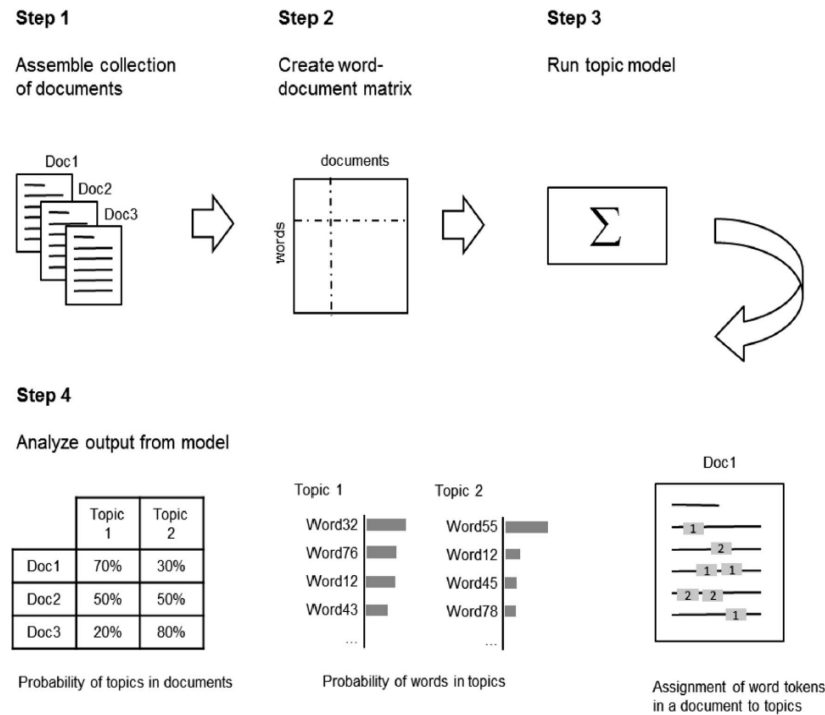 Step 1
Step 2
Step 3
Assemble collection
of documents
Create word-
document matrix
Run topic model
Doc1
Doc2
Doc3
documents
words
Σ
Step 4
Analyze output from model
Topic
1
Topic
2
Doc1
70%
30%
Doc2
50%
50%
Doc3
20%
80%
Probability of topics in documents
Topic 1
Word32
Word76
Word12
Word43
...
Topic 2
Word55
Word12
Word45
Word78
...
Probability of words in topics
Doc1
1
2
1 1
2 2
1
Assignment of word tokens
in a document to topics